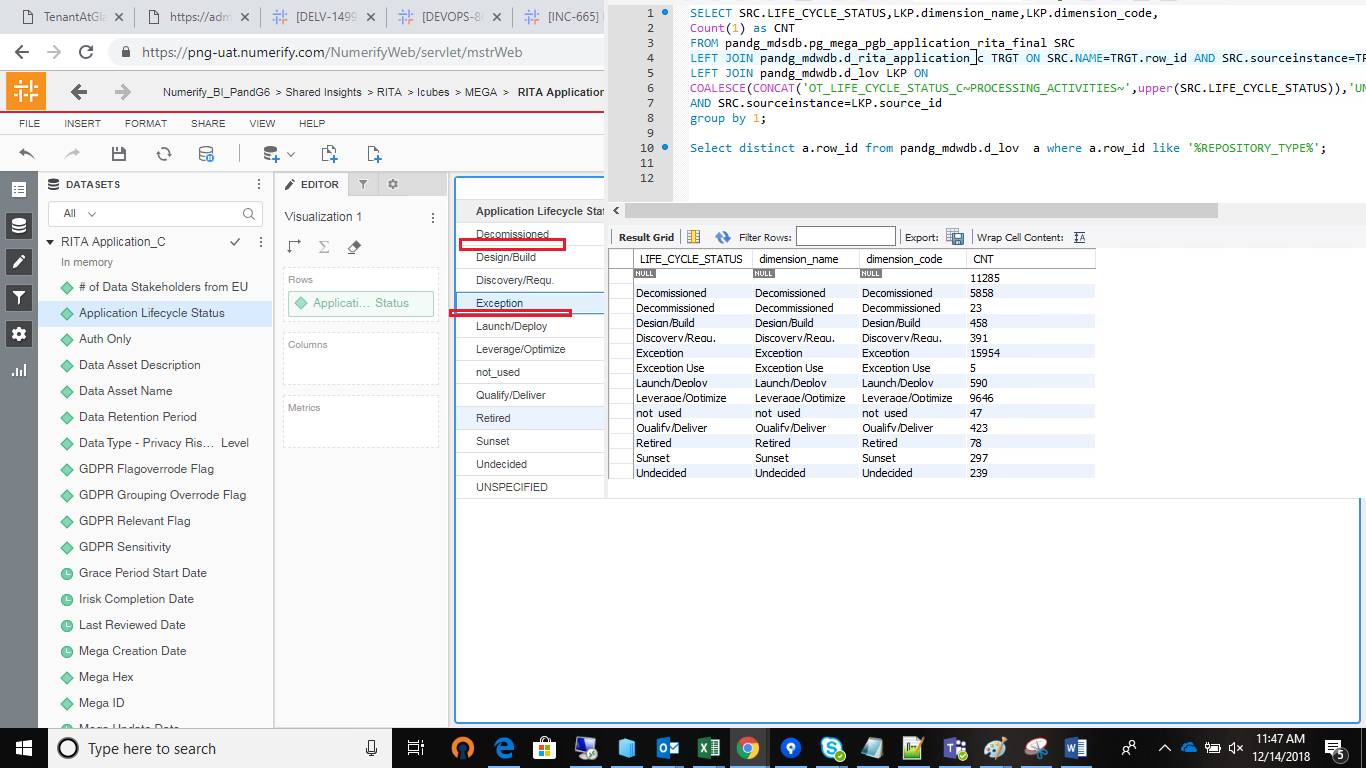 TenantAtGla
https://adm
[DELV-1499
[DEVOPS-8
[INC-665]
https://png-uat.numerify.com/NumerifyWeb/servlet/mstrWeb
Numerify_BI_PandG6 > Shared Insights > RITA > Icubes > MEGA > RITA Application
FILE INSERT FORMAT SHARE VIEW HELP
DATASETS
All
RITA Application_C
In memory
# of Data Stakeholders from EU
Application Lifecycle Status
Auth Only
Data Asset Description
Data Asset Name
Data Retention Period
Data Type - Privacy Ris... Level
GDPR Flagoverrode Flag
GDPR Grouping Overrode Flag
GDPR Relevant Flag
GDPR Sensitivity
Grace Period Start Date
Irisk Completion Date
Last Reviewed Date
Mega Creation Date
Mega Hex
Mega ID
Mega Update Date
EDITOR
Visualization 1
Rows
Applicati... Status
Columns
Metrics
Application Lifecycle Stat
Decomissioned
Design/Build
Discovery/Requ.
Exception
Launch/Deploy
Leverage/Optimize
not_used
Qualify/Deliver
Retired
Sunset
Undecided
UNSPECIFIED
1 SELECT SRC.LIFE_CYCLE_STATUS,LKP.dimension_name,LKP.dimension_code,
2 Count(1) as CNT
3 FROM pandg_mdsdb.pg_mega_pgb_application_rita_final SRC
4 LEFT JOIN pandg_mdwdb.d_rita_application_c TRGT ON SRC.NAME=TRGT.row_id AND SRC.sourceinstance=TR
5 LEFT JOIN pandg_mdwdb.d_lov LKP ON
6 COALESCE(CONCAT('OT_LIFE_CYCLE_STATUS_C~PROCESSING_ACTIVITIES~',upper(SRC.LIFE_CYCLE_STATUS)),'UN
7 AND SRC.sourceinstance=LKP.source_id
8 group by 1;
9
10 Select distinct a.row_id from pandg_mdwdb.d_lov a where a.row_id like '%REPOSITORY_TYPE%';
11
12
Result Grid Filter Rows: Export: Wrap Cell Content:
LIFE_CYCLE_STATUS dimension_name dimension_code CNT
NULL NULL NULL 11285
Decomissioned Decomissioned Decomissioned 5858
Decommissioned Decommissioned Decommissioned 23
Design/Build Design/Build Design/Build 458
Discovery/Requ. Discovery/Requ. Discovery/Requ. 391
Exception Exception Exception 15954
Exception Use Exception Use Exception Use 5
Launch/Deploy Launch/Deploy Launch/Deploy 590
Leverage/Optimize Leverage/Optimize Leverage/Optimize 9646
not_used not_used not_used 47
Qualify/Deliver Qualify/Deliver Qualify/Deliver 423
Retired Retired Retired 78
Sunset Sunset Sunset 297
Undecided Undecided Undecided 239
Type here to search
11:47 AM
12/14/2018
5